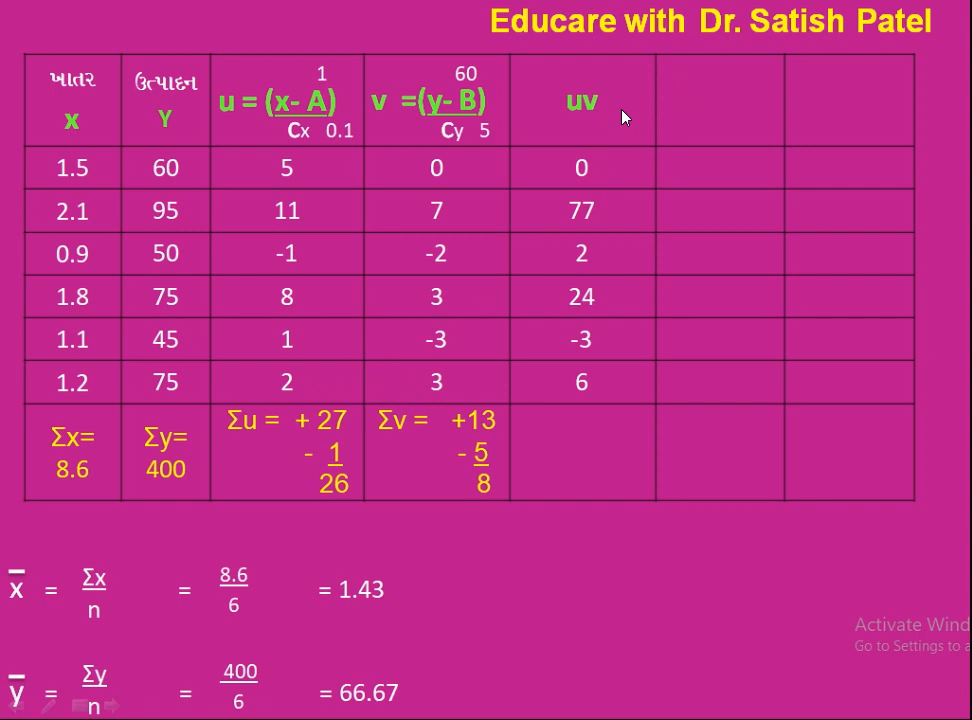 Educare with Dr. Satish Patel
ખાતર ઉત્પાદન 1 60
x Y u = (x- A) v =(y- B) uv
Cx 0.1 Cy 5
1.5 60 5 0 0
2.1 95 11 7 77
0.9 50 -1 -2 2
1.8 75 8 3 24
1.1 45 1 -3 -3
1.2 75 2 3 6
Σu = + 27 Σv = +13
Σx= Σy= - 1 - 5
8.6 400 26 8
x = Σx = 8.6 = 1.43
n 6
y = Σy = 400 = 66.67
n 6
Activate Wind
Go to Settings to a